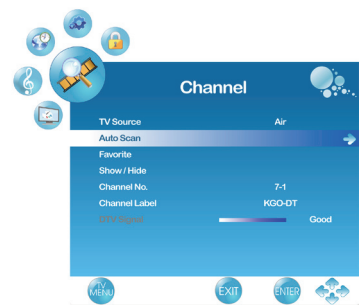 Channel
TV Source Air
Auto Scan
Favorite
Show / Hide
Channel No. 7-1
Channel Label KGO-DT
DTV Signal Good
TV
MENU
EXIT
ENTER